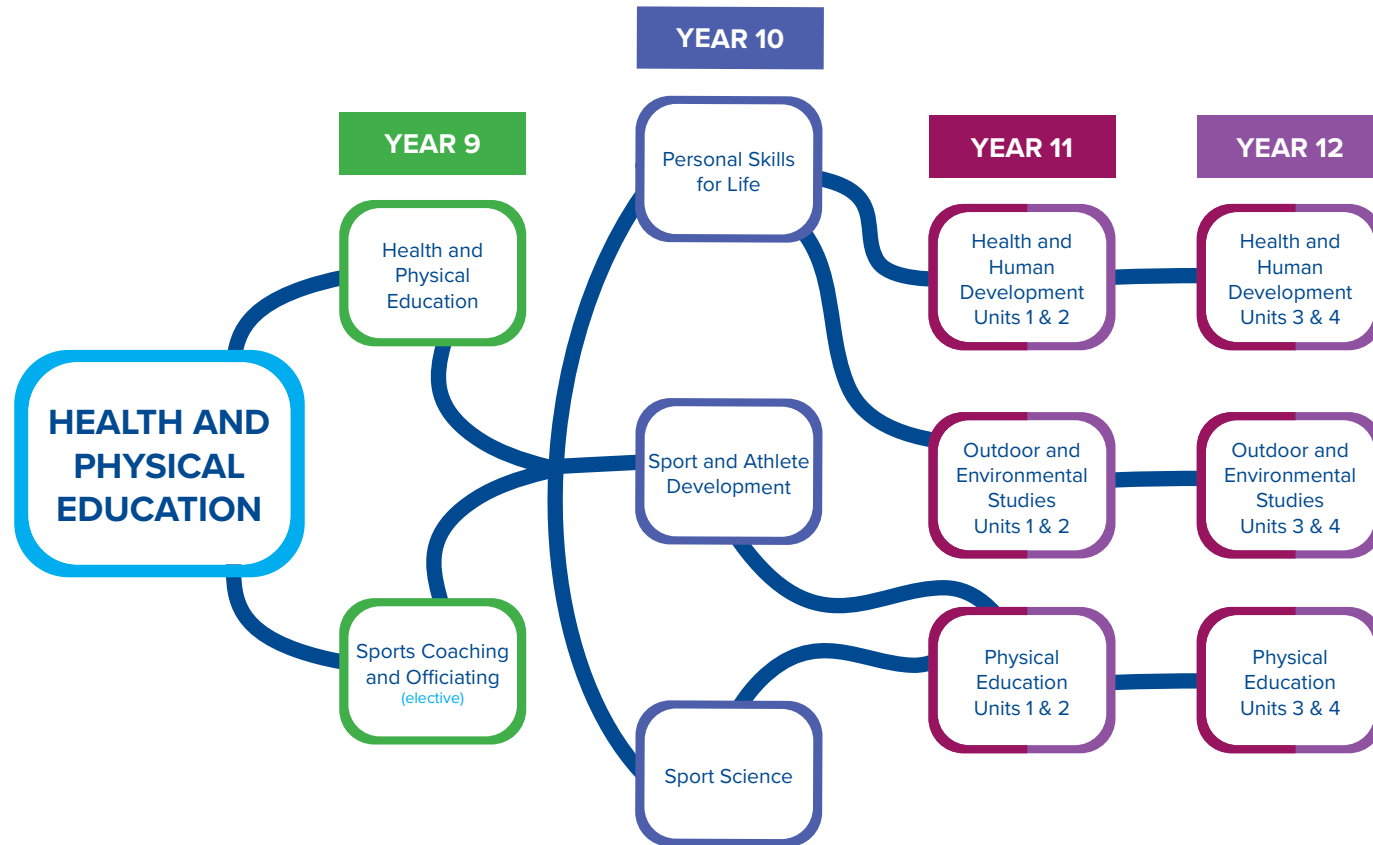 HEALTH AND
PHYSICAL
EDUCATION
YEAR 9
Health and
Physical
Education
Sports Coaching
and Officiating
(elective)
YEAR 10
Personal Skills
for Life
Sport and Athlete
Development
Sport Science
YEAR 11
Health and
Human
Development
Units 1 & 2
Outdoor and
Environmental
Studies
Units 1 & 2
Physical
Education
Units 1 & 2
YEAR 12
Health and
Human
Development
Units 3 & 4
Outdoor and
Environmental
Studies
Units 3 & 4
Physical
Education
Units 3 & 4